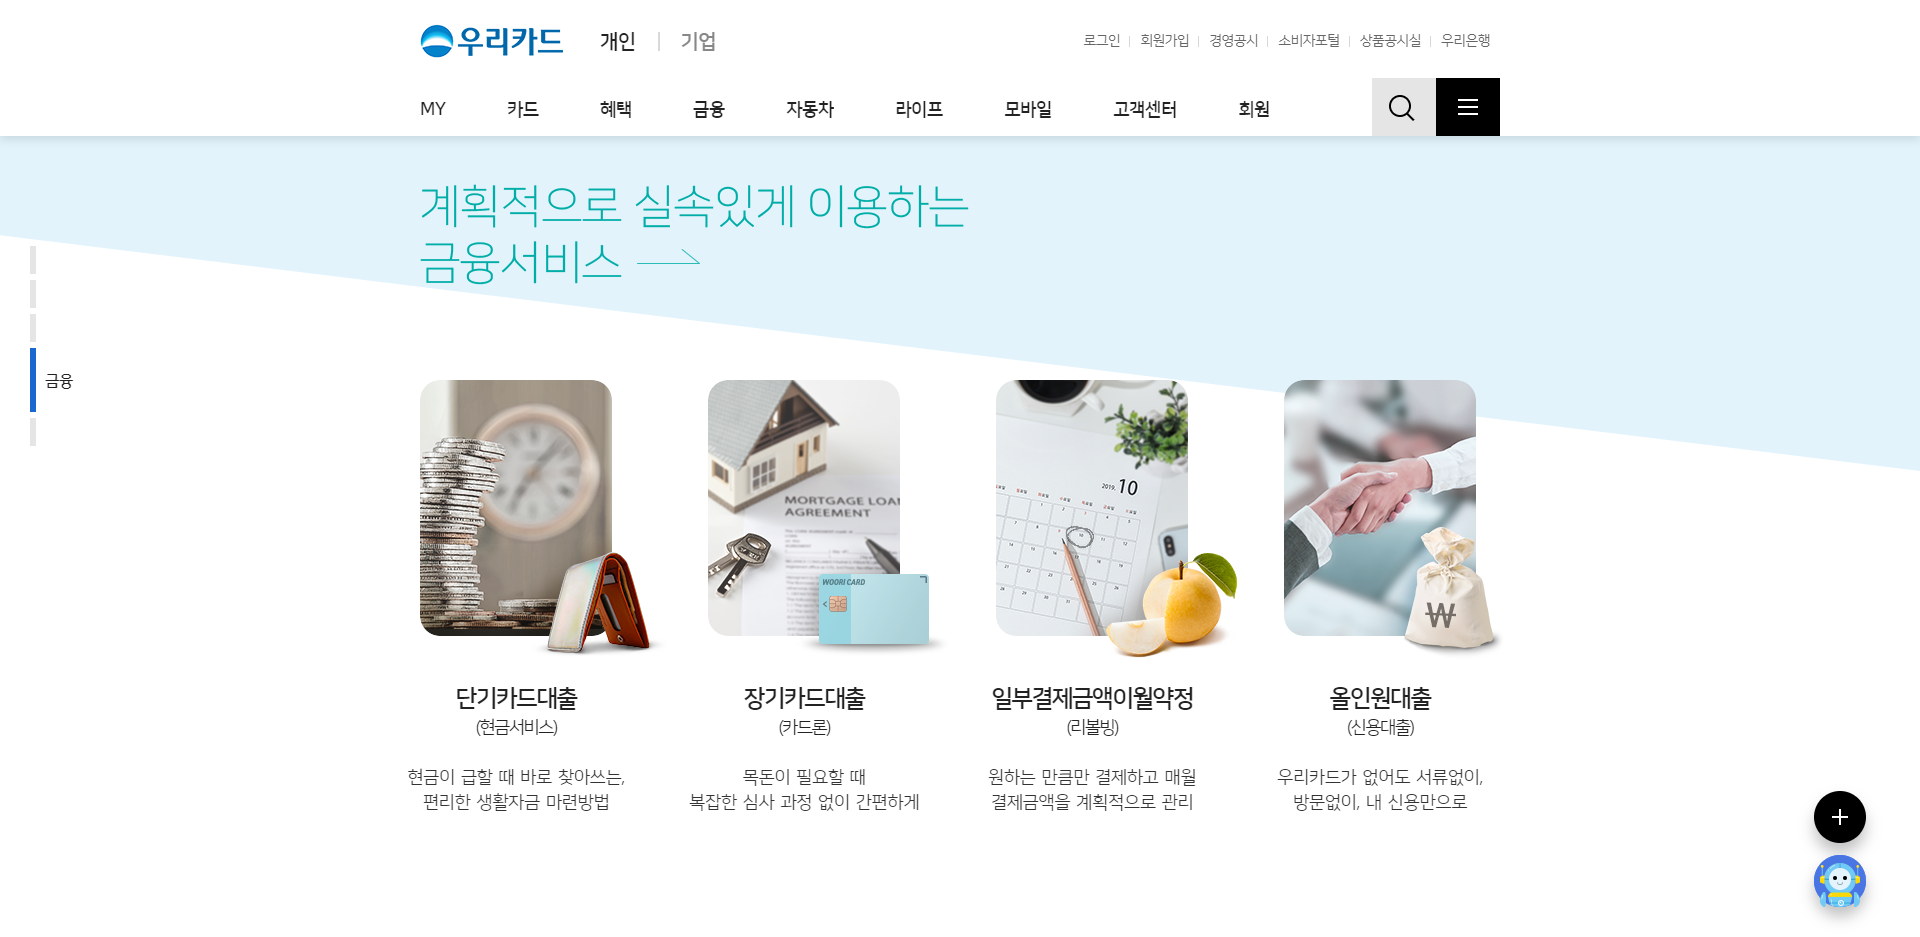 우리카드
개인 기업
로그인 회원가입 경영공시 소비자포털 상품공시실 우리은행
MY 카드 혜택 금융 자동차 라이프 모바일 고객센터 회원
계획적으로 실속있게 이용하는
금융서비스
금융
MORTGAGE LOAN
AGREEMENT
WOORI CARD
2019. 10
₩
단기카드대출
(현금서비스)
현금이 급할 때 바로 찾아쓰는,
편리한 생활자금 마련방법
장기카드대출
(카드론)
목돈이 필요할 때
복잡한 심사 과정 없이 간편하게
일부결제금액이월약정
(리볼빙)
원하는 만큼만 결제하고 매월
결제금액을 계획적으로 관리
올인원대출
(신용대출)
우리카드가 없어도 서류없이,
방문없이, 내 신용만으로